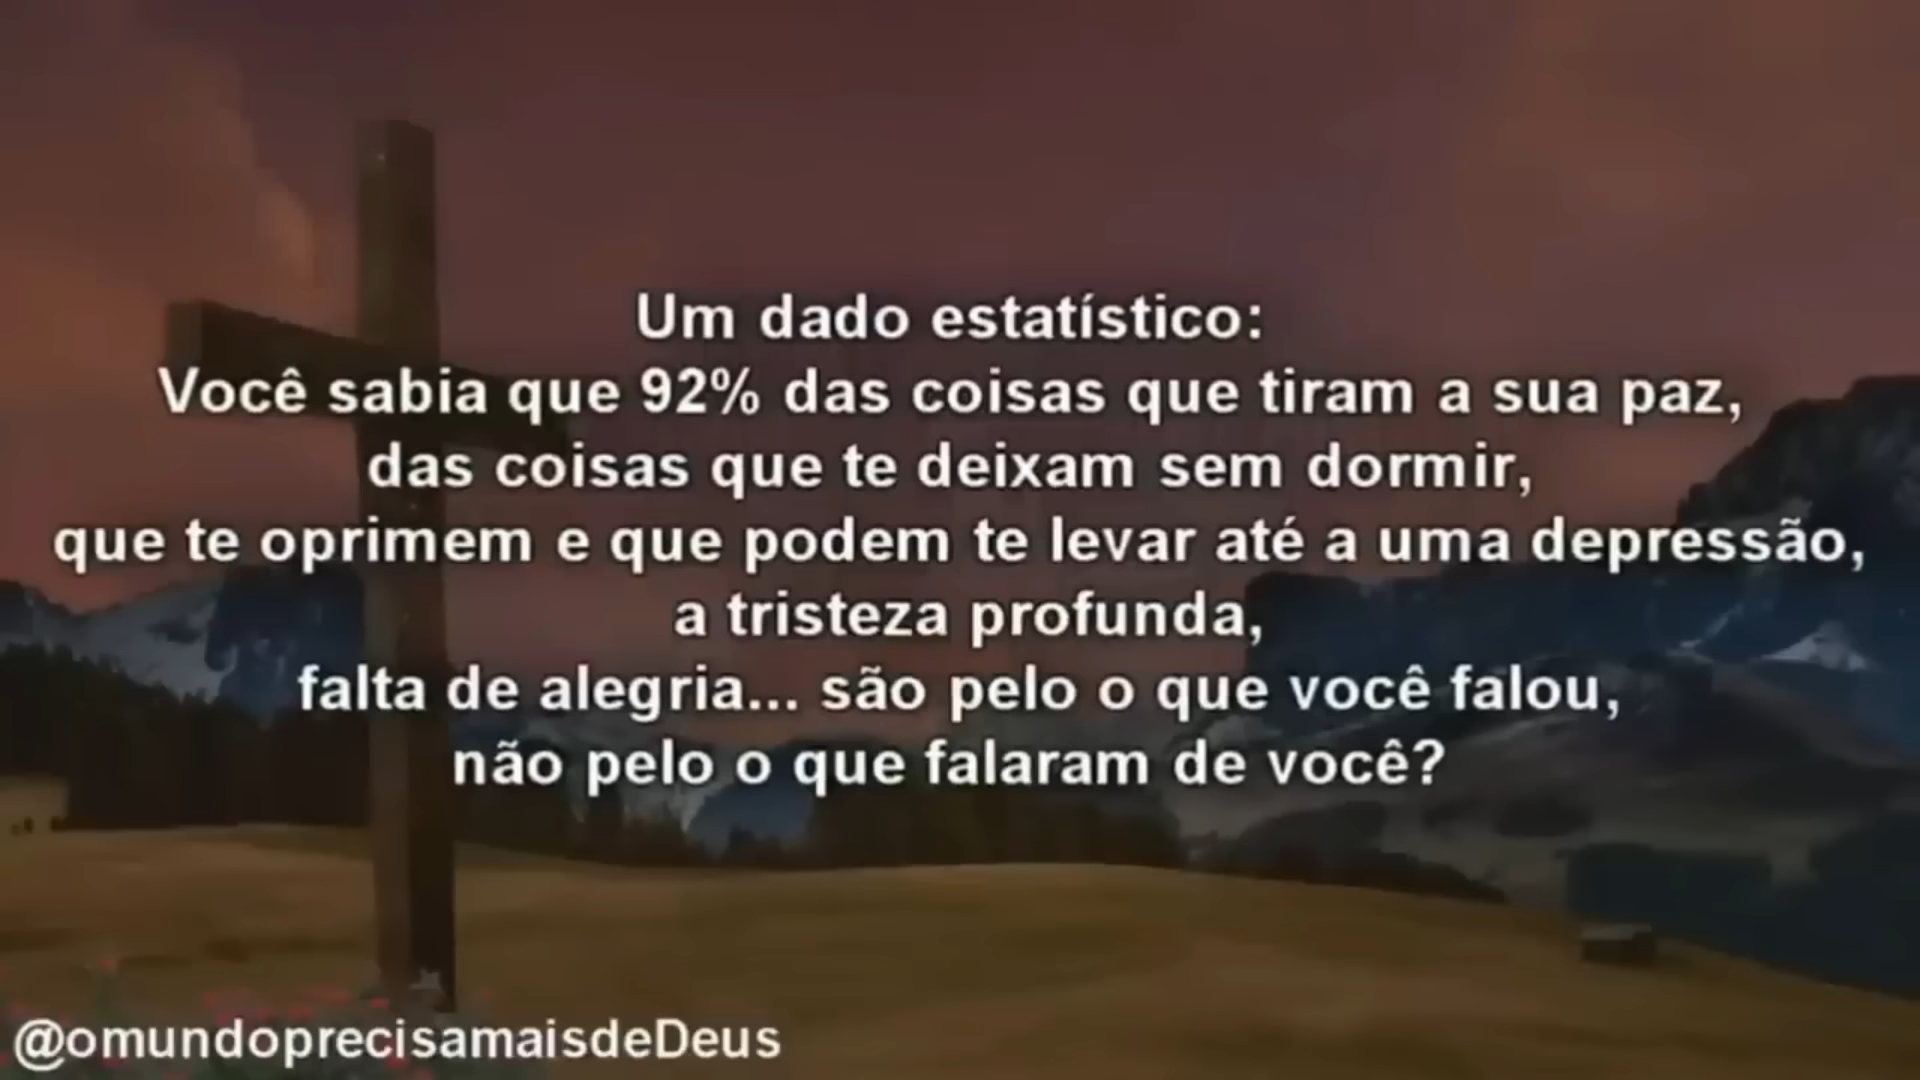 Um dado estatístico:
Você sabia que 92% das coisas que tiram a sua paz,
das coisas que te deixam sem dormir,
que te oprimem e que podem te levar até a uma depressão,
a tristeza profunda,
falta de alegria... são pelo o que você falou,
não pelo o que falaram de você?
@omundoprecisamaisdeDeus